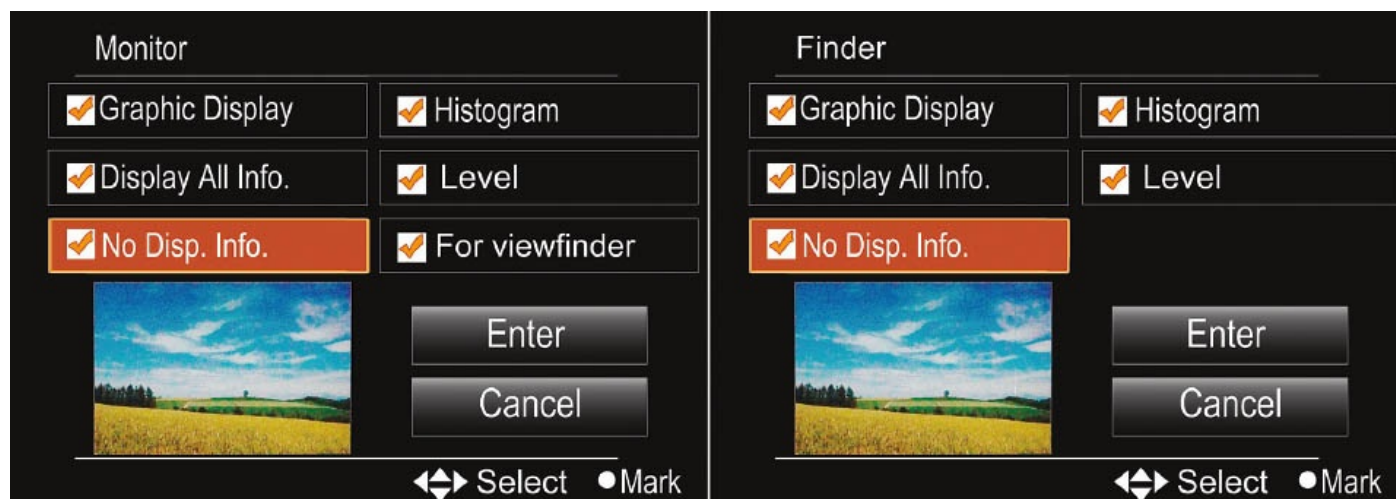 Monitor
Graphic Display
Histogram
Display All Info.
Level
No Disp. Info.
For viewfinder
Enter
Cancel
Select
Mark
Finder
Graphic Display
Histogram
Display All Info.
Level
No Disp. Info.
Enter
Cancel
Select
Mark